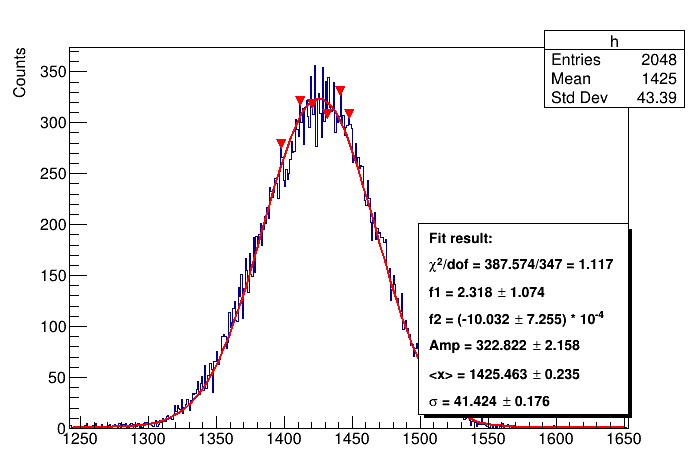 h
Entries 2048
Mean 1425
Std Dev 43.39
Counts
350
300
250
200
150
100
50
0
Fit result:
χ²/dof = 387.574/347 = 1.117
f1 = 2.318 ± 1.074
f2 = (-10.032 ± 7.255) * 10⁻⁴
Amp = 322.822 ± 2.158
<x> = 1425.463 ± 0.235
σ = 41.424 ± 0.176
1250 1300 1350 1400 1450 1500 1550 1600 1650